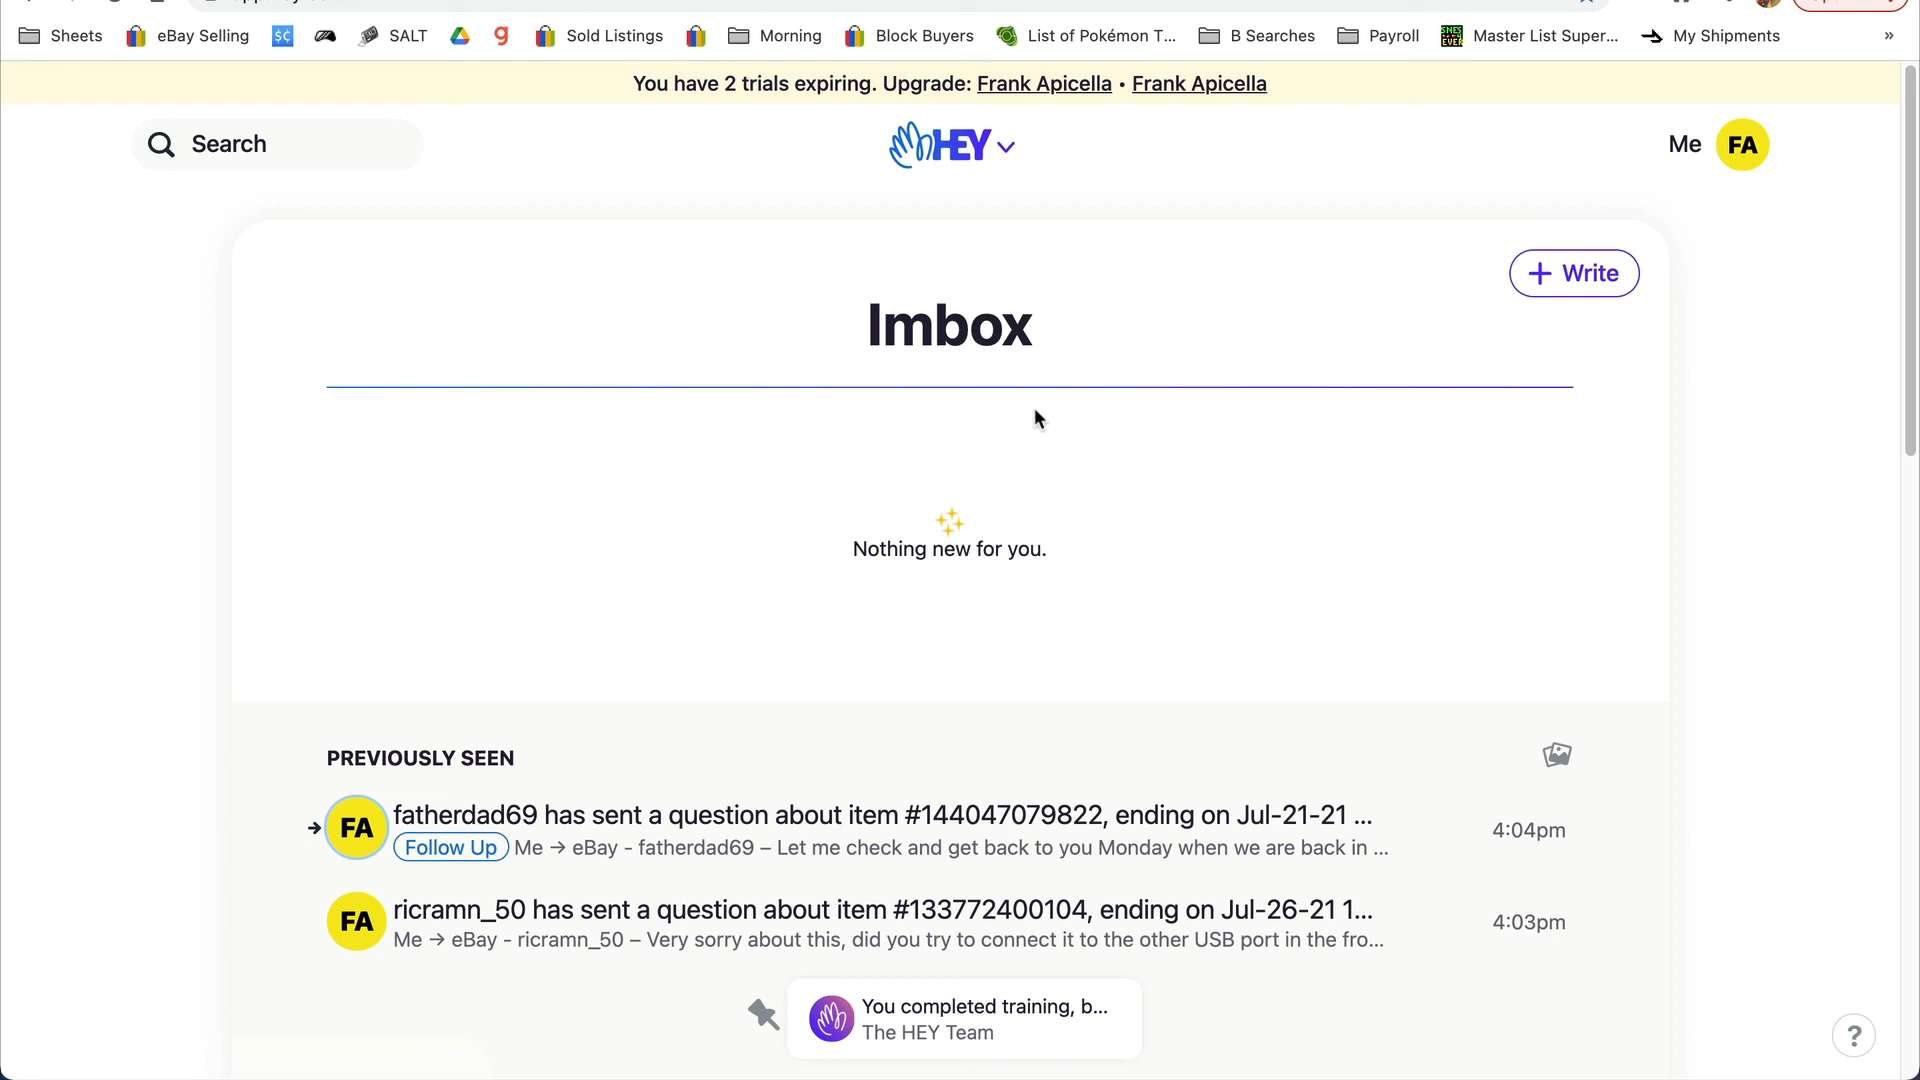 Sheets eBay Selling $¢ SALT g Sold Listings Morning Block Buyers List of Pokémon T... B Searches Payroll SNES EVER Master List Super... My Shipments »
You have 2 trials expiring. Upgrade: Frank Apicella • Frank Apicella
Search
HEY
Me FA
+ Write
Imbox
Nothing new for you.
PREVIOUSLY SEEN
FA fatherdad69 has sent a question about item #144047079822, ending on Jul-21-21 ...
Follow Up Me → eBay - fatherdad69 – Let me check and get back to you Monday when we are back in ...
4:04pm
FA ricramn_50 has sent a question about item #133772400104, ending on Jul-26-21 1...
Me → eBay - ricramn_50 – Very sorry about this, did you try to connect it to the other USB port in the fro...
4:03pm
You completed training, b...
The HEY Team
?